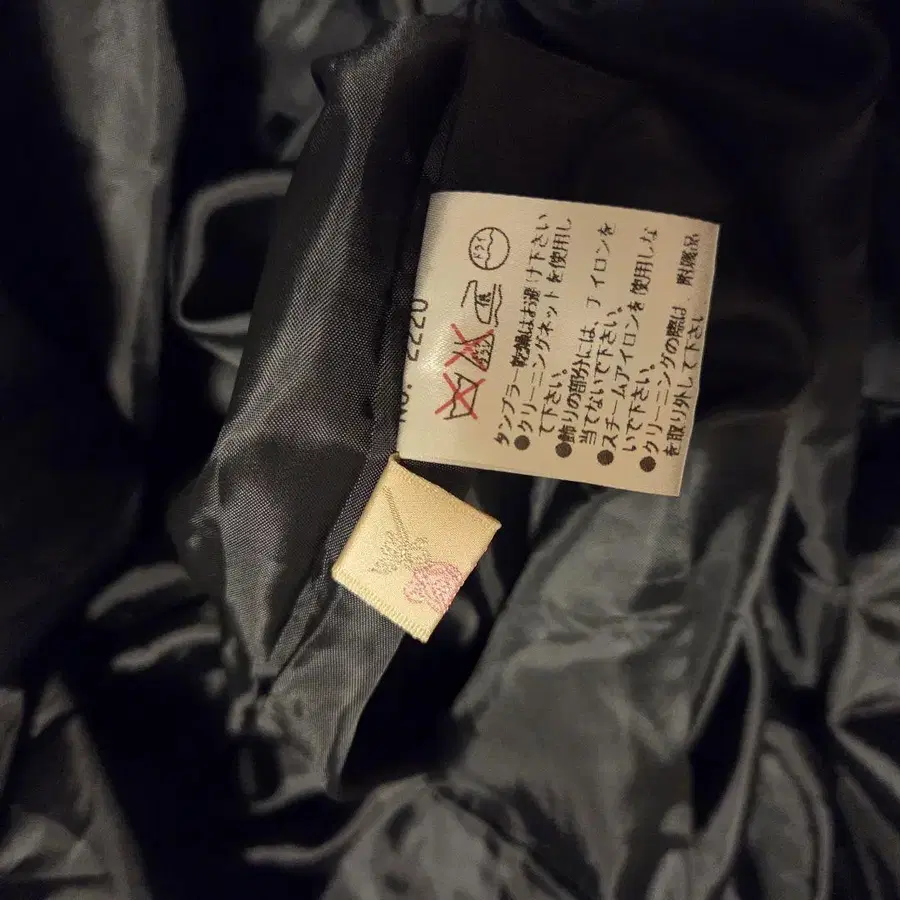 No. 2220
低
タンブラー乾燥はお避け下さい
●クリーニングネットを使用し
て下さい。
●飾りの部分には、アイロンを
当てないで下さい。
●スチームアイロンを使用しな
いで下さい。
●クリーニングの際は、附属品
を取り外して下さい